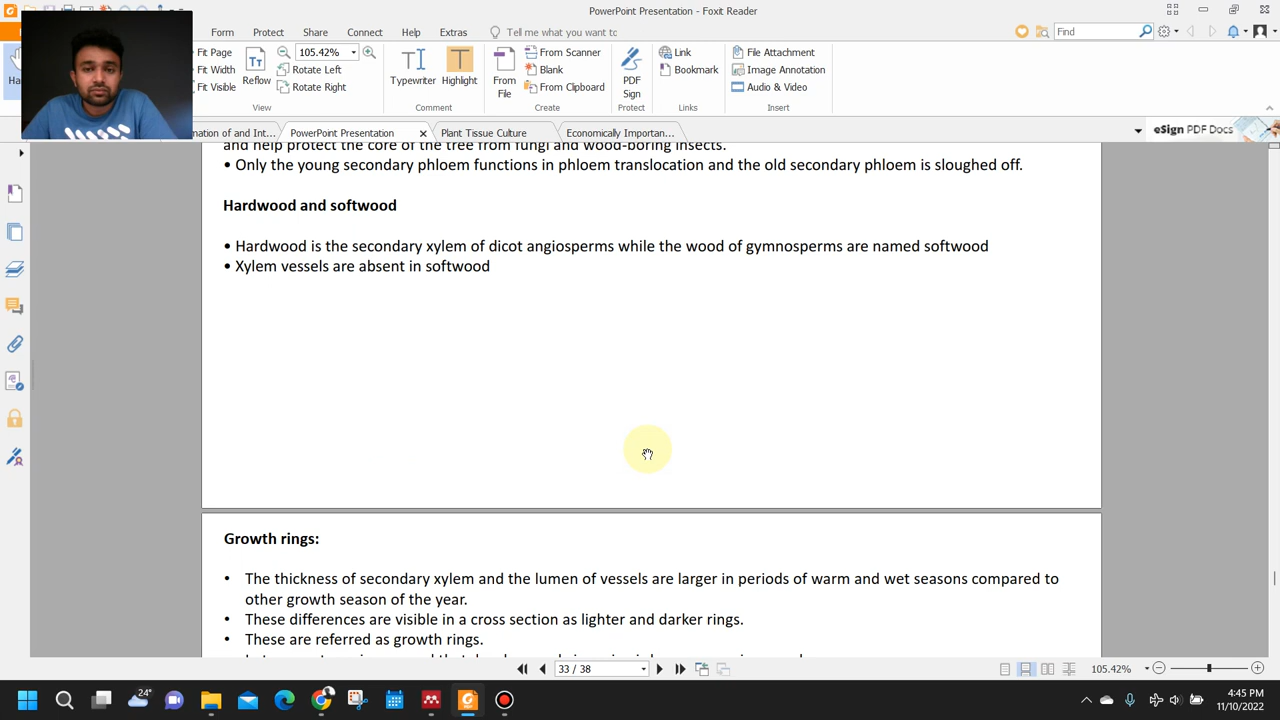 PowerPoint Presentation - Foxit Reader
Form Protect Share Connect Help Extras Tell me what you want to Find
Fit Page 105.42% From Scanner Link File Attachment
Fit Width Rotate Left Blank Bookmark Image Annotation
Fit Visible Reflow Rotate Right Typewriter Highlight From File From Clipboard PDF Sign Audio & Video
View Comment Create Protect Links Insert
nation of and Int... PowerPoint Presentation Plant Tissue Culture Economically Importan... eSign PDF Docs
and help protect the core of the tree from fungi and wood-boring insects.
• Only the young secondary phloem functions in phloem translocation and the old secondary phloem is sloughed off.
Hardwood and softwood
• Hardwood is the secondary xylem of dicot angiosperms while the wood of gymnosperms are named softwood
• Xylem vessels are absent in softwood
Growth rings:
• The thickness of secondary xylem and the lumen of vessels are larger in periods of warm and wet seasons compared to
other growth season of the year.
• These differences are visible in a cross section as lighter and darker rings.
• These are referred as growth rings.
33 / 38 105.42%
24° 4:45 PM
11/10/2022